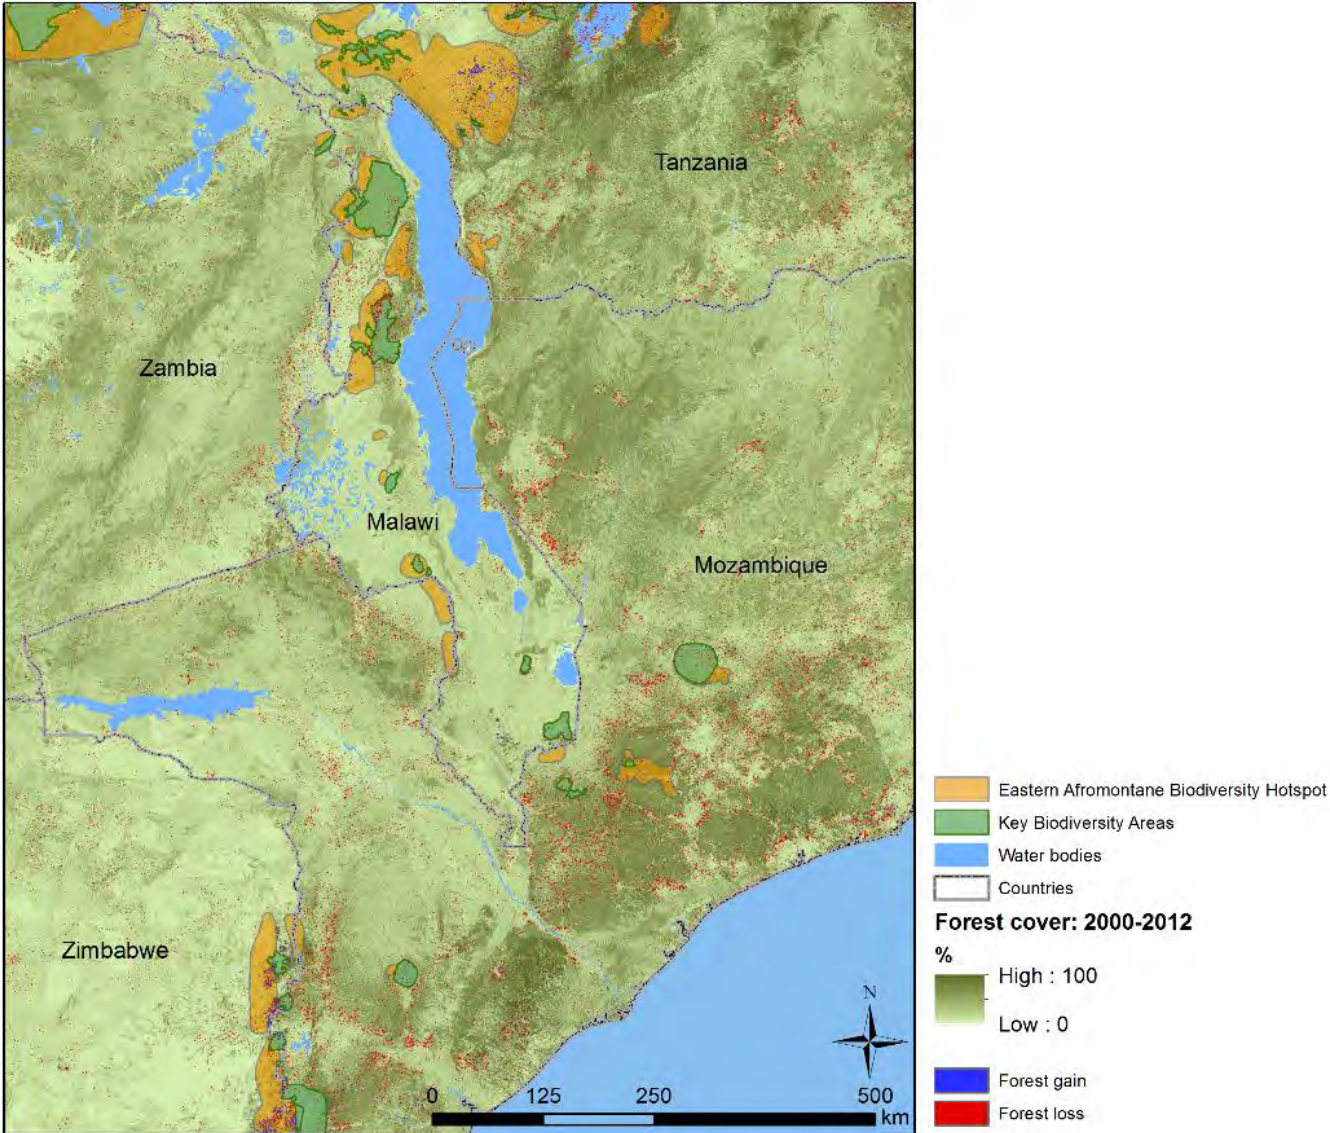 Tanzania
Zambia
Malawi
Mozambique
Zimbabwe
N
0 125 250 500
km
Eastern Afromontane Biodiversity Hotspot
Key Biodiversity Areas
Water bodies
Countries
Forest cover: 2000-2012
%
High : 100
Low : 0
Forest gain
Forest loss